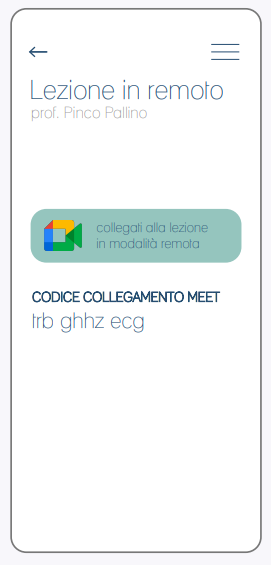 Lezione in remoto
prof. Pinco Pallino
collegati alla lezione
in modalità remota
CODICE COLLEGAMENTO MEET
trb ghhz ecg